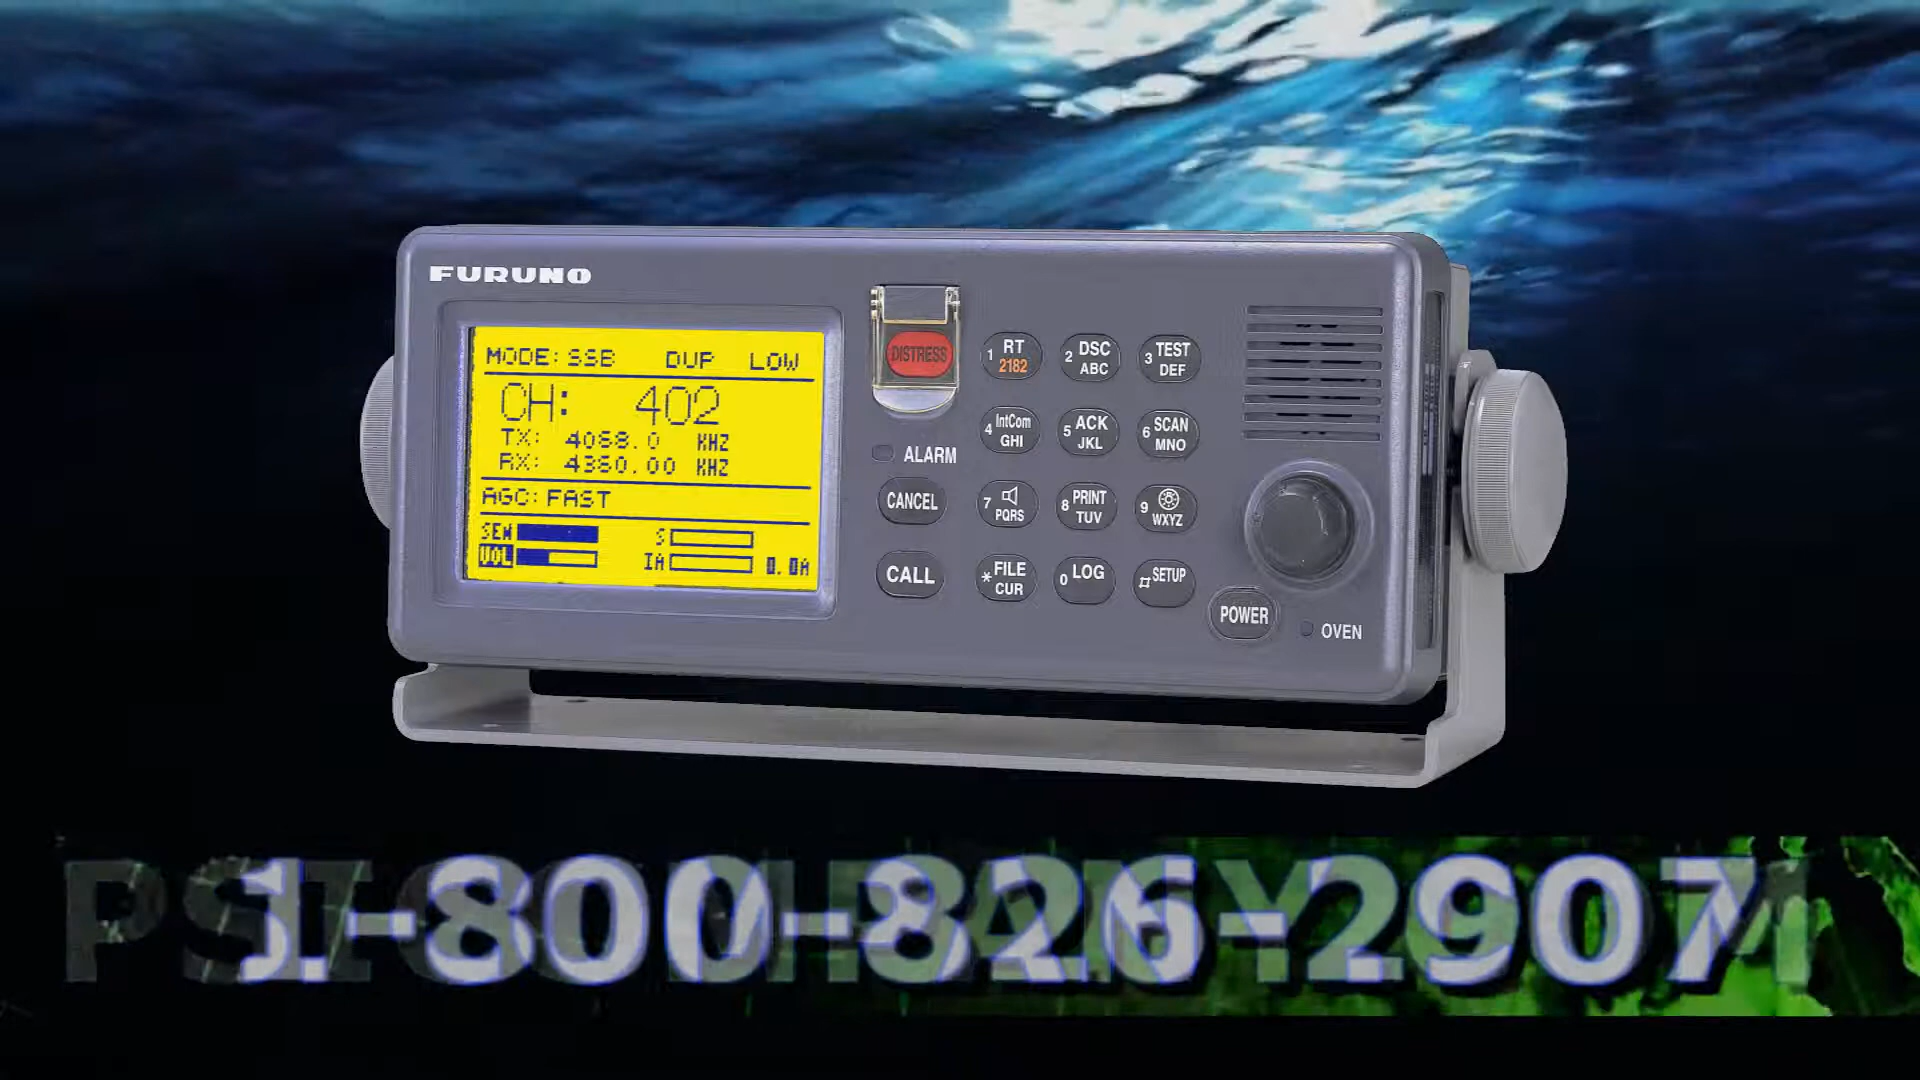 FURUNO
MODE: SSB DUP LOW
CH: 402
TX: 4068.0 KHZ
RX: 4360.00 KHZ
AGC: FAST
SEN S
VOL IA 0.0A
DISTRESS
ALARM
CANCEL
CALL
1 RT 2182
2 DSC ABC
3 TEST DEF
4 IntCom GHI
5 ACK JKL
6 SCAN MNO
7 PQRS
8 PRINT TUV
9 WXYZ
* FILE CUR
0 LOG
# SETUP
POWER
OVEN
1-800-826-2907